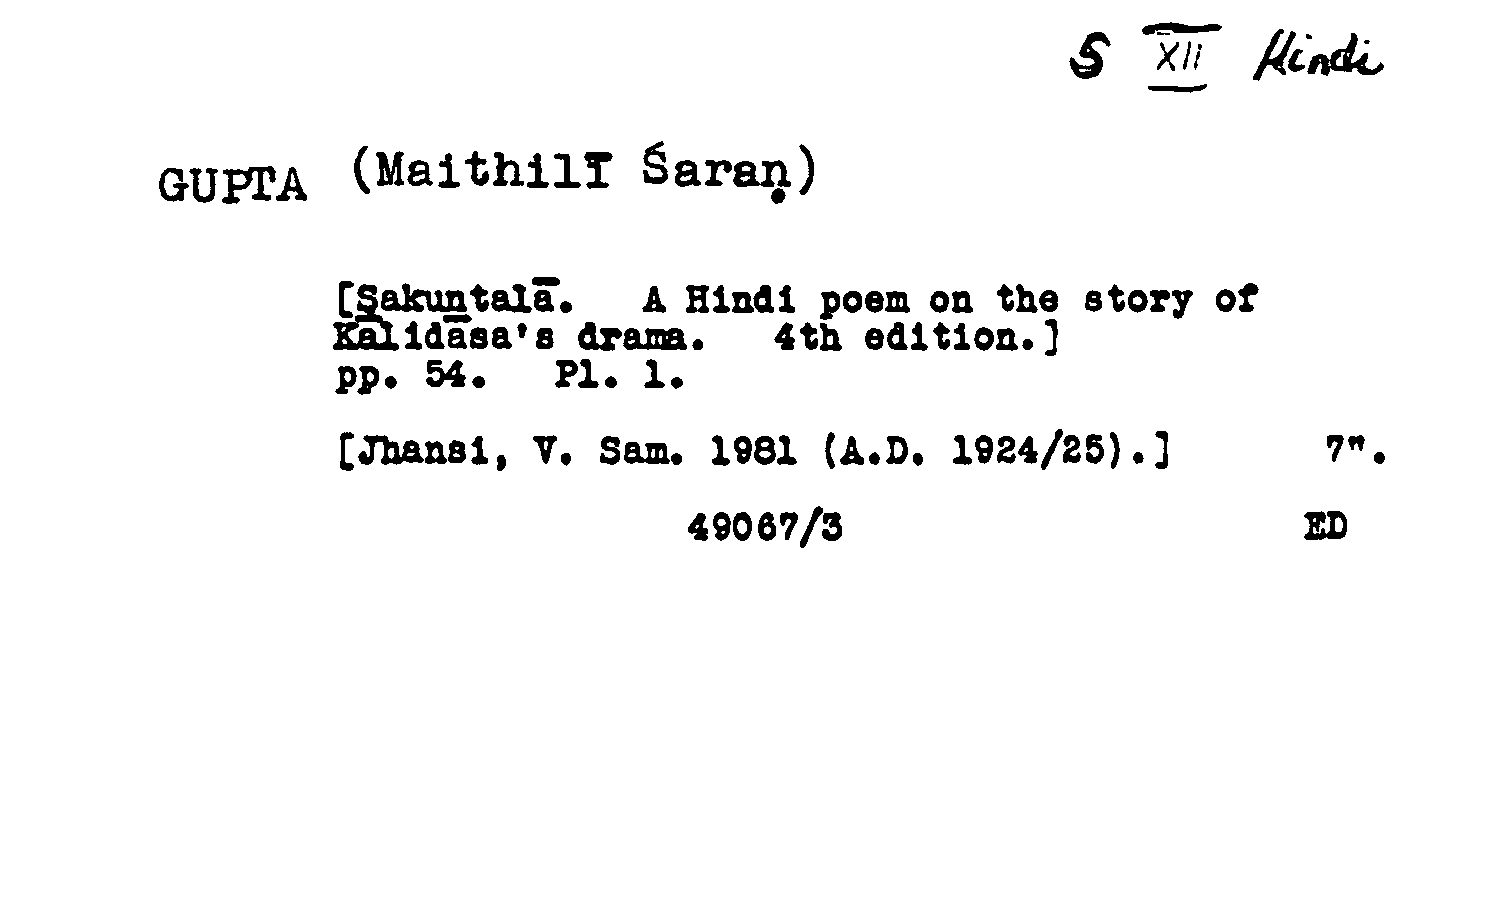 S XII Hindi
GUPTA (Maithilī Śaraṇ)
[Sakuntalā. A Hindi poem on the story of
Kālidāsa's drama. 4th edition.]
pp. 54. Pl. 1.
[Jhansi, V. Sam. 1981 (A.D. 1924/25).] 7".
49067/3 ED